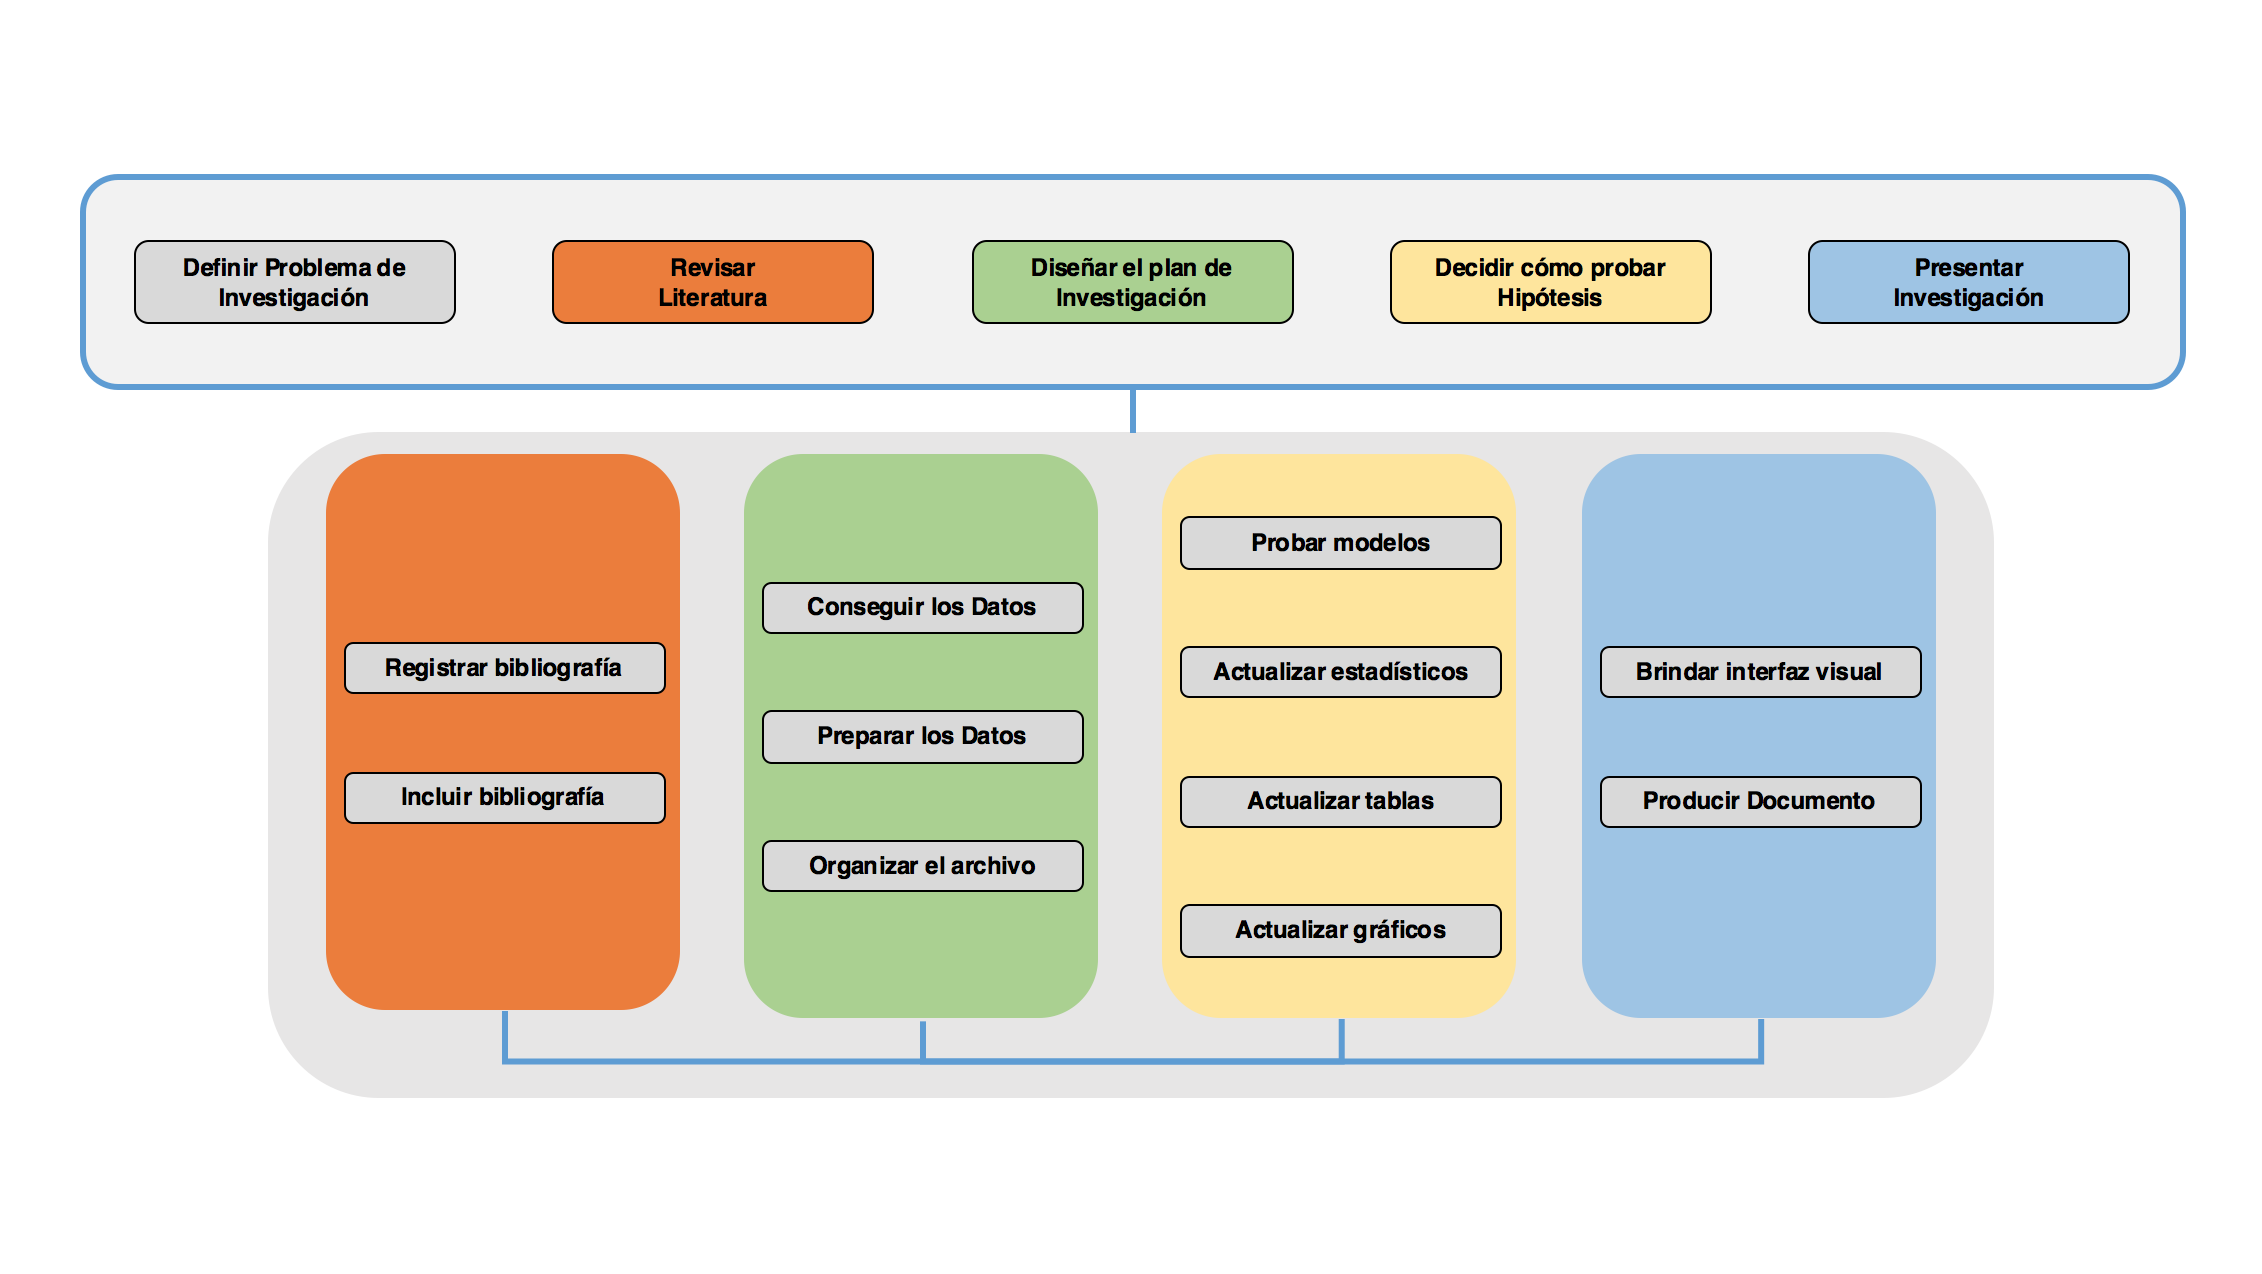 Definir Problema de
Investigación
Revisar
Literatura
Diseñar el plan de
Investigación
Decidir cómo probar
Hipótesis
Presentar
Investigación
Registrar bibliografía
Incluir bibliografía
Conseguir los Datos
Preparar los Datos
Organizar el archivo
Probar modelos
Actualizar estadísticos
Actualizar tablas
Actualizar gráficos
Brindar interfaz visual
Producir Documento